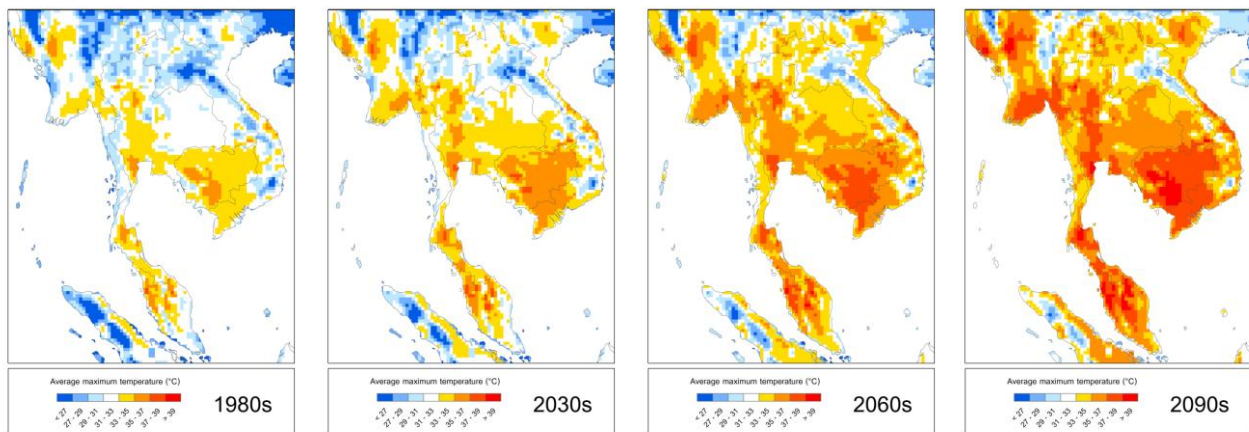 Average maximum temperature (°C)
< 27
27 - 29
29 - 31
31 - 33
33 - 35
35 - 37
37 - 39
> 39
1980s
Average maximum temperature (°C)
< 27
27 - 29
29 - 31
31 - 33
33 - 35
35 - 37
37 - 39
> 39
2030s
Average maximum temperature (°C)
< 27
27 - 29
29 - 31
31 - 33
33 - 35
35 - 37
37 - 39
> 39
2060s
Average maximum temperature (°C)
< 27
27 - 29
29 - 31
31 - 33
33 - 35
35 - 37
37 - 39
> 39
2090s